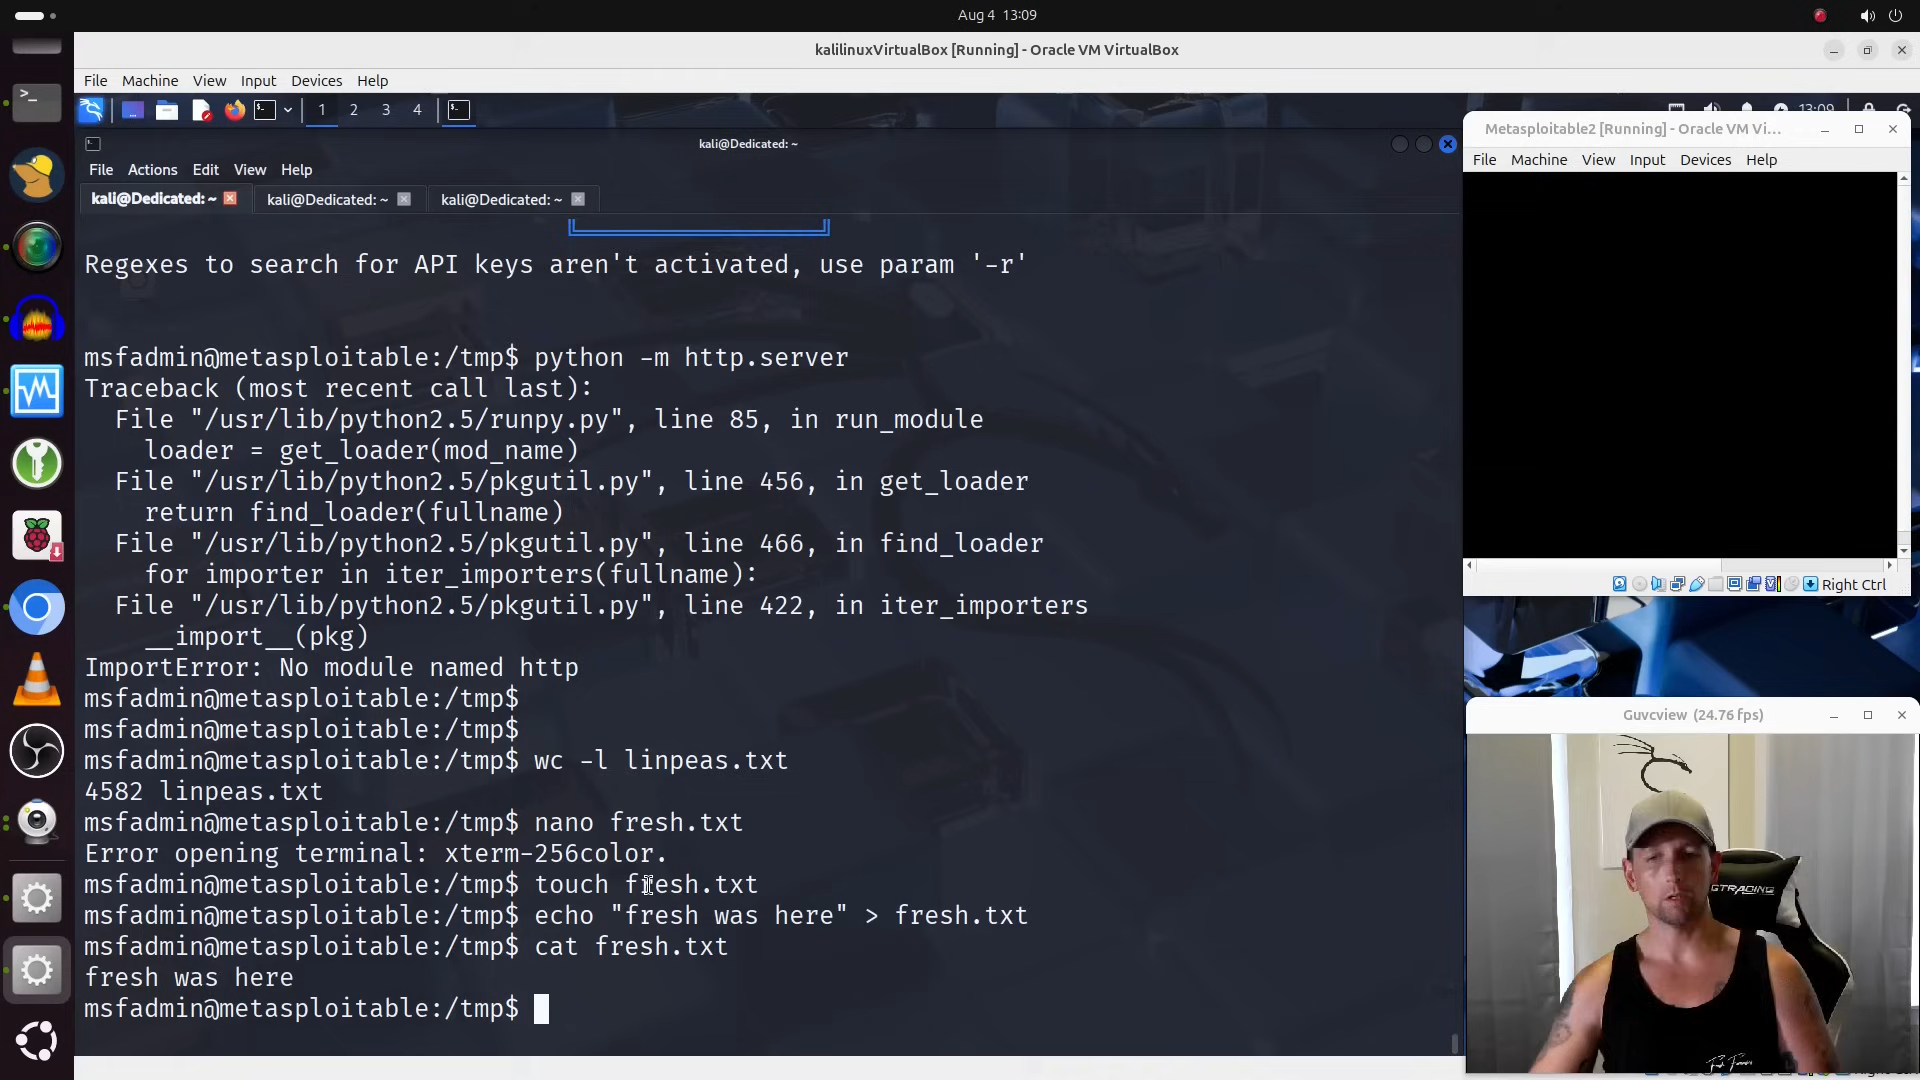 Aug 4 13:09
kalilinuxVirtualBox [Running] - Oracle VM VirtualBox
File Machine View Input Devices Help
1 2 3 4
13:09
kali@Dedicated: ~
File Actions Edit View Help
kali@Dedicated: ~ kali@Dedicated: ~ kali@Dedicated: ~
Regexes to search for API keys aren't activated, use param '-r'
msfadmin@metasploitable:/tmp$ python -m http.server
Traceback (most recent call last):
File "/usr/lib/python2.5/runpy.py", line 85, in run_module
loader = get_loader(mod_name)
File "/usr/lib/python2.5/pkgutil.py", line 456, in get_loader
return find_loader(fullname)
File "/usr/lib/python2.5/pkgutil.py", line 466, in find_loader
for importer in iter_importers(fullname):
File "/usr/lib/python2.5/pkgutil.py", line 422, in iter_importers
__import__(pkg)
ImportError: No module named http
msfadmin@metasploitable:/tmp$
msfadmin@metasploitable:/tmp$
msfadmin@metasploitable:/tmp$ wc -l linpeas.txt
4582 linpeas.txt
msfadmin@metasploitable:/tmp$ nano fresh.txt
Error opening terminal: xterm-256color.
msfadmin@metasploitable:/tmp$ touch fresh.txt
msfadmin@metasploitable:/tmp$ echo "fresh was here" > fresh.txt
msfadmin@metasploitable:/tmp$ cat fresh.txt
fresh was here
msfadmin@metasploitable:/tmp$
Metasploitable2 [Running] - Oracle VM Vi...
File Machine View Input Devices Help
Right Ctrl
Guvcview (24.76 fps)
GTRACING